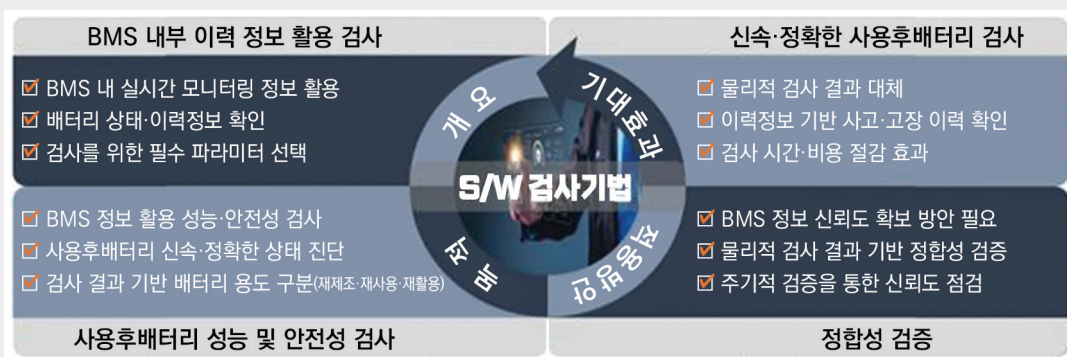 BMS 내부 이력 정보 활용 검사
BMS 내 실시간 모니터링 정보 활용
배터리 상태·이력정보 확인
검사를 위한 필수 파라미터 선택
개요
신속·정확한 사용후배터리 검사
물리적 검사 결과 대체
이력정보 기반 사고·고장 이력 확인
검사 시간·비용 절감 효과
기대효과
S/W 검사기법
BMS 정보 활용 성능·안전성 검사
사용후배터리 신속·정확한 상태 진단
검사 결과 기반 배터리 용도 구분(재제조·재사용·재활용)
사용후배터리 성능 및 안전성 검사
목적
BMS 정보 신뢰도 확보 방안 필요
물리적 검사 결과 기반 정합성 검증
주기적 검증을 통한 신뢰도 점검
정합성 검증
적용방안